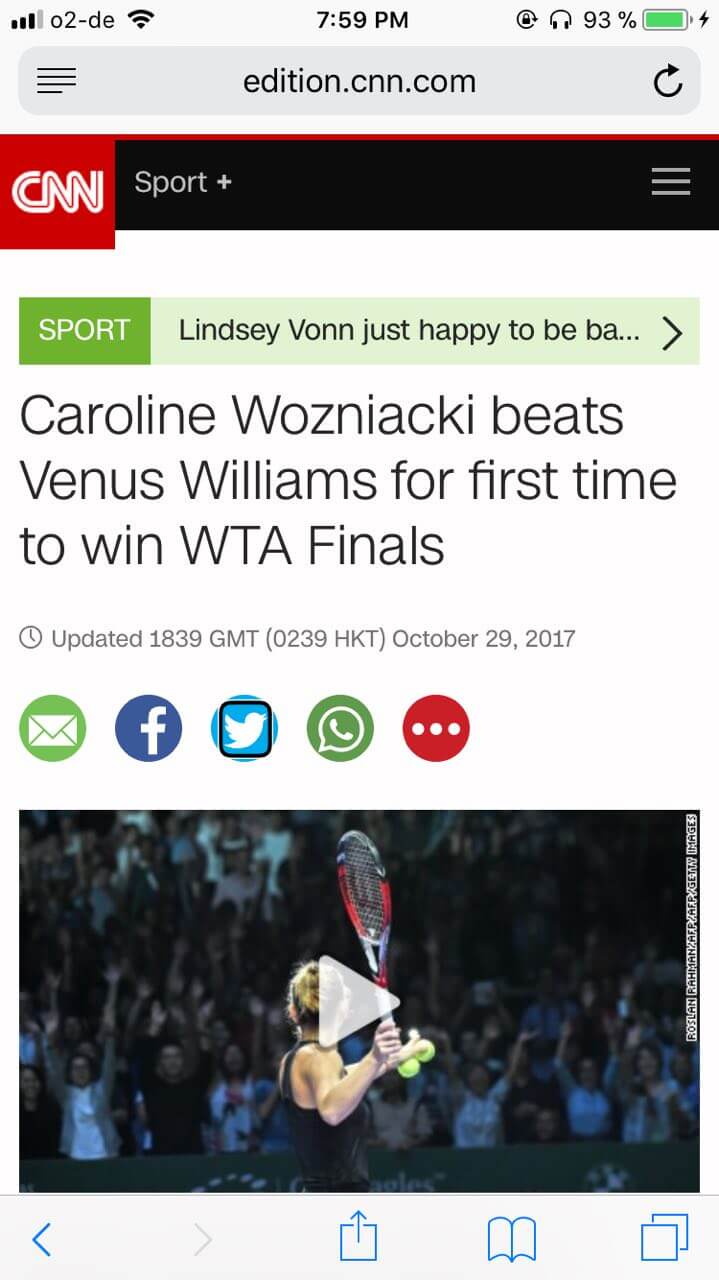 o2-de 7:59 PM 93 %
edition.cnn.com
CNN Sport +
SPORT Lindsey Vonn just happy to be ba...
Caroline Wozniacki beats
Venus Williams for first time
to win WTA Finals
Updated 1839 GMT (0239 HKT) October 29, 2017
f
ROSLAN RAHMAN/AFP/AFP/GETTY IMAGES